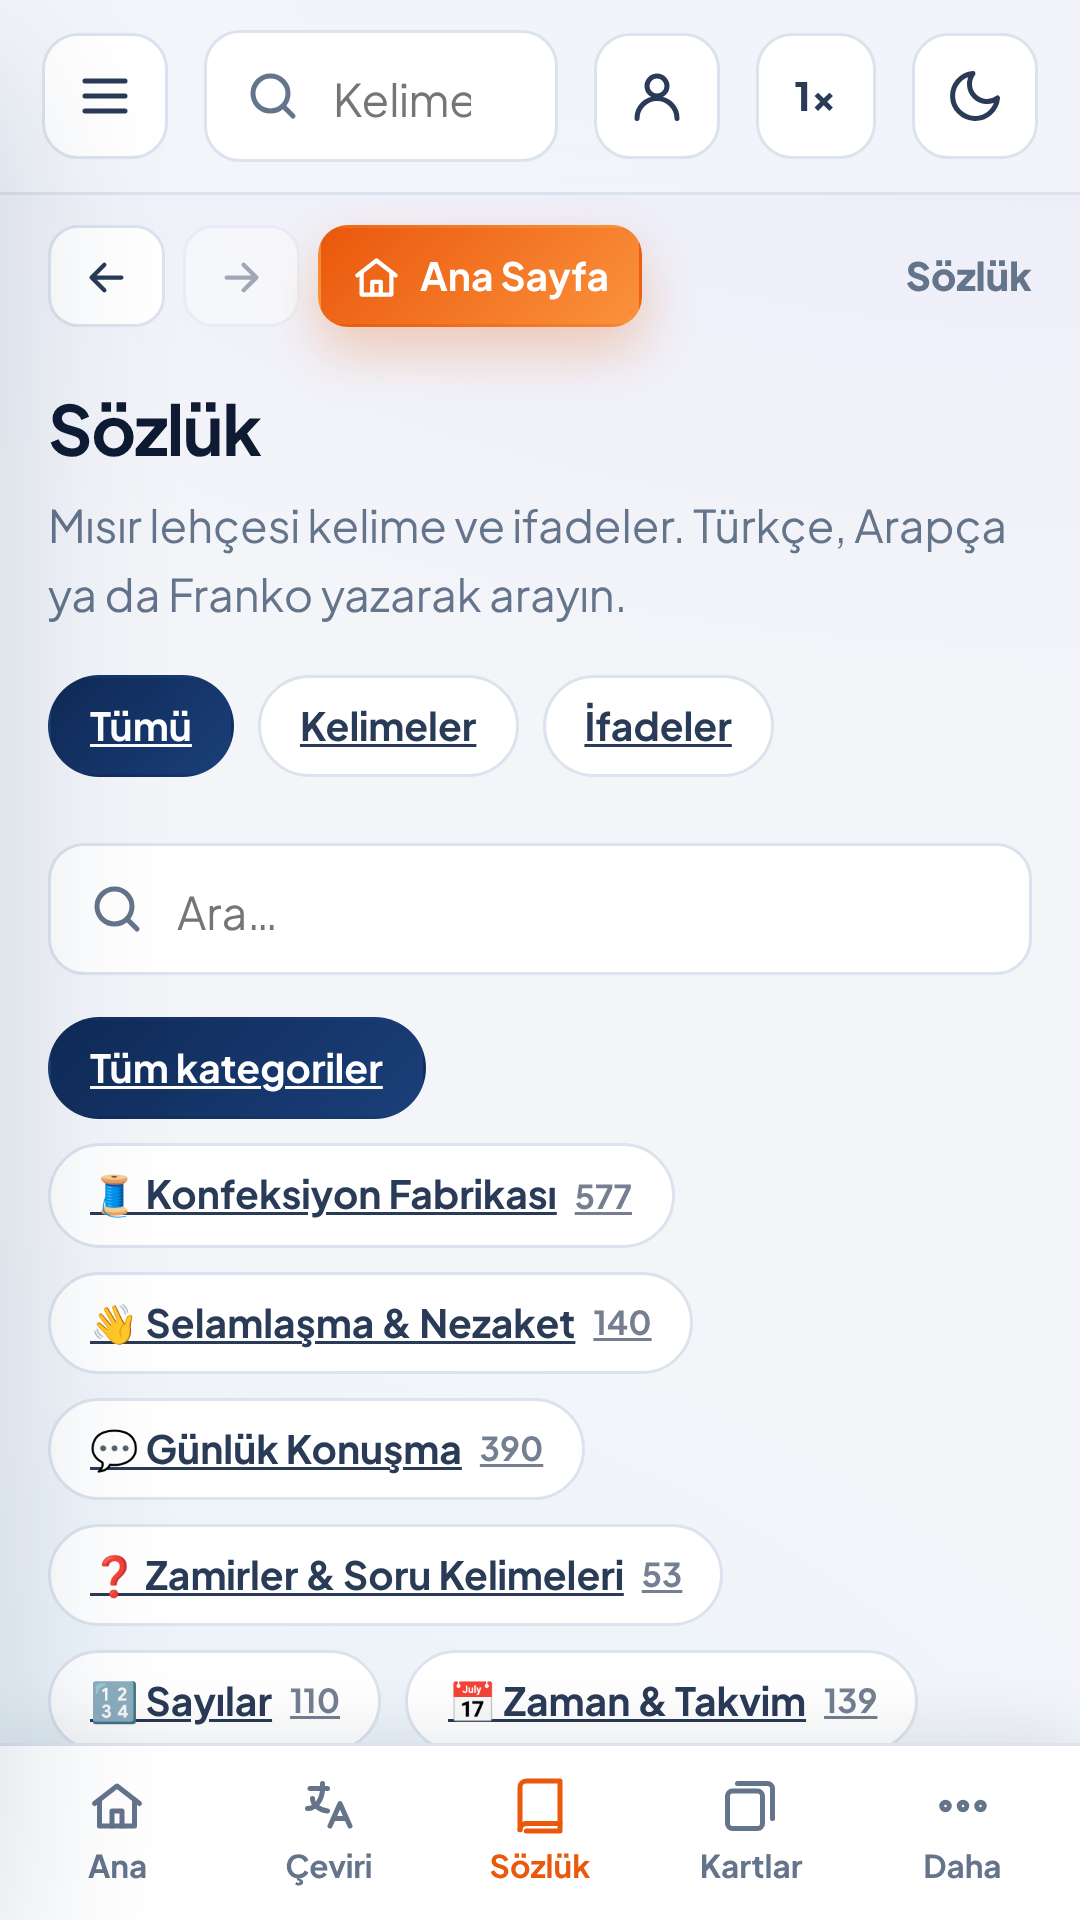 Kelime
1×
Ana Sayfa
Sözlük
Sözlük
Mısır lehçesi kelime ve ifadeler. Türkçe, Arapça
ya da Franko yazarak arayın.
Tümü
Kelimeler
İfadeler
Ara...
Tüm kategoriler
🧵 Konfeksiyon Fabrikası 577
👋 Selamlaşma & Nezaket 140
💬 Günlük Konuşma 390
❓ Zamirler & Soru Kelimeleri 53
🔢 Sayılar 110
📅 Zaman & Takvim 139
Ana
Çeviri
Sözlük
Kartlar
Daha